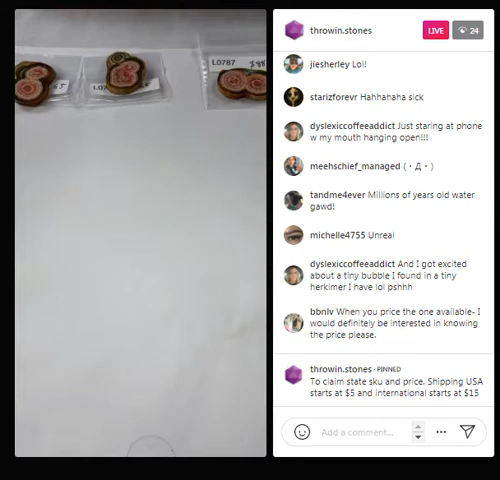 throwin.stones
LIVE
24
jiesherley Lol!
starizforevr Hahhahaha sick
dyslexiccoffeeaddict Just staring at phone
w my mouth hanging open!!!
meehschief_managed (・Д・)
tandme4ever Millions of years old water
gawd!
michelle4755 Unreal
dyslexiccoffeeaddict And I got excited
about a tiny bubble I found in a tiny
herkimer I have lol pshhh
bbnlv When you price the one available- I
would definitely be interested in knowing
the price please.
throwin.stones · PINNED
To claim state sku and price. Shipping USA
starts at $5 and international starts at $15
Add a comment...
L0787